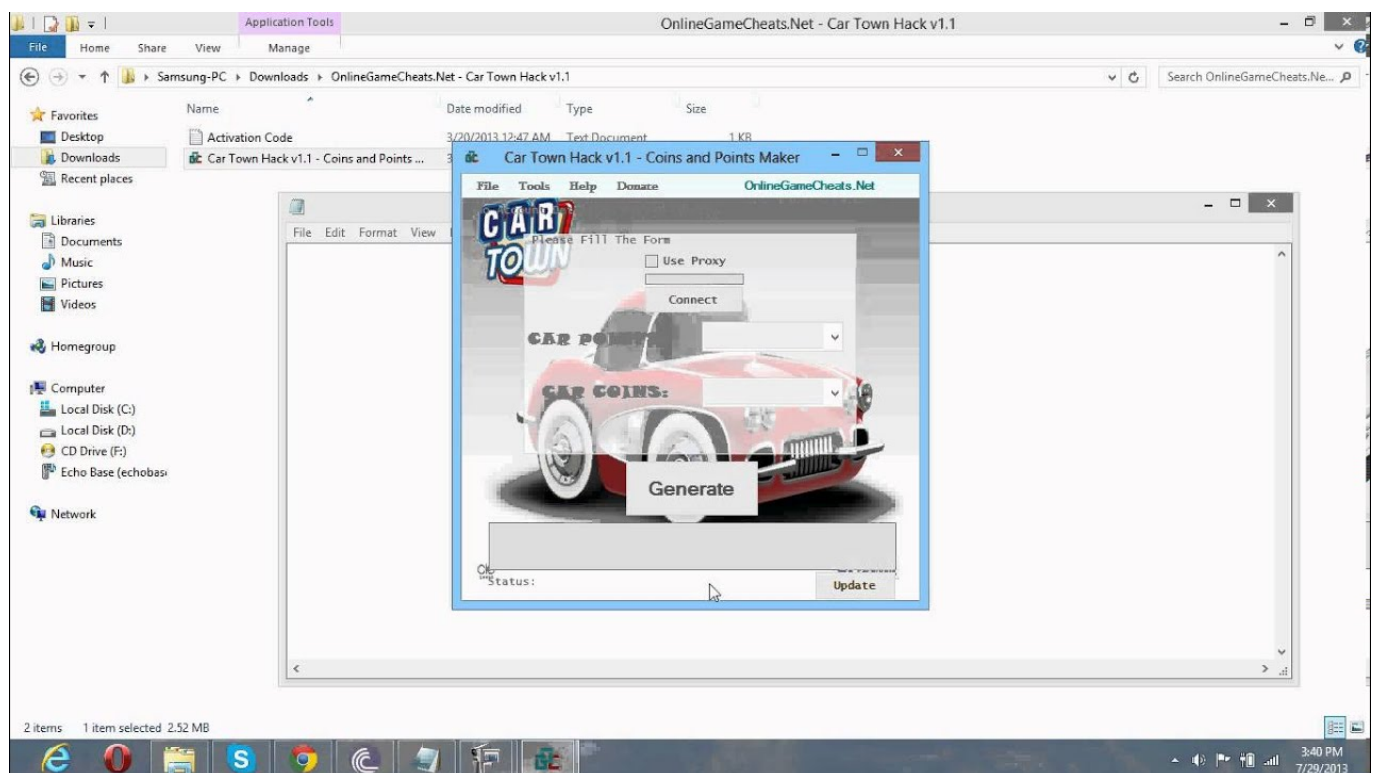 Application Tools
OnlineGameCheats.Net - Car Town Hack v1.1
File Home Share View Manage
Samsung-PC Downloads OnlineGameCheats.Net - Car Town Hack v1.1
Search OnlineGameCheats.Ne...
Name Date modified Type Size
Favorites
Desktop
Downloads
Recent places
Libraries
Documents
Music
Pictures
Videos
Homegroup
Computer
Local Disk (C:)
Local Disk (D:)
CD Drive (F:)
Echo Base (echobas
Network
Activation Code 3/20/2013 12:47 AM Text Document 1 KB
Car Town Hack v1.1 - Coins and Points ...
File Edit Format View
Car Town Hack v1.1 - Coins and Points Maker
File Tools Help Donate OnlineGameCheats.Net
CAR TOWN
Please Fill The Form
Use Proxy
Connect
CAR
CAR COINS:
Generate
Status:
Update
2 items 1 item selected 2.52 MB
3:40 PM
7/29/2013